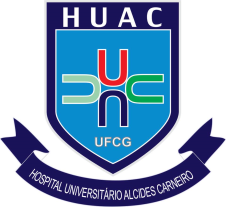 HUAC
UFCG
HOSPITAL UNIVERSITÁRIO ALCIDES CARNEIRO